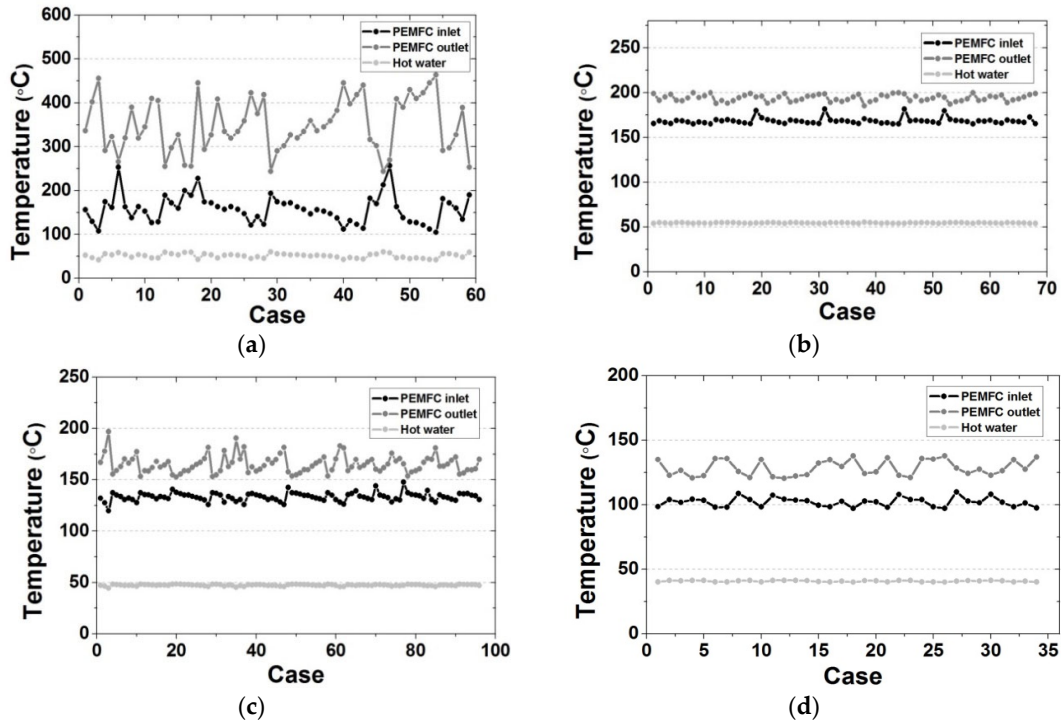 600
500
400
300
200
100
0
Temperature (°C)
PEMFC inlet
PEMFC outlet
Hot water
0 10 20 30 40 50 60
Case
(a)
250
200
150
100
50
0
Temperature (°C)
PEMFC inlet
PEMFC outlet
Hot water
0 10 20 30 40 50 60 70
Case
(b)
250
200
150
100
50
0
Temperature (°C)
PEMFC inlet
PEMFC outlet
Hot water
0 20 40 60 80 100
Case
(c)
200
150
100
50
0
Temperature (°C)
PEMFC inlet
PEMFC outlet
Hot water
0 5 10 15 20 25 30 35
Case
(d)